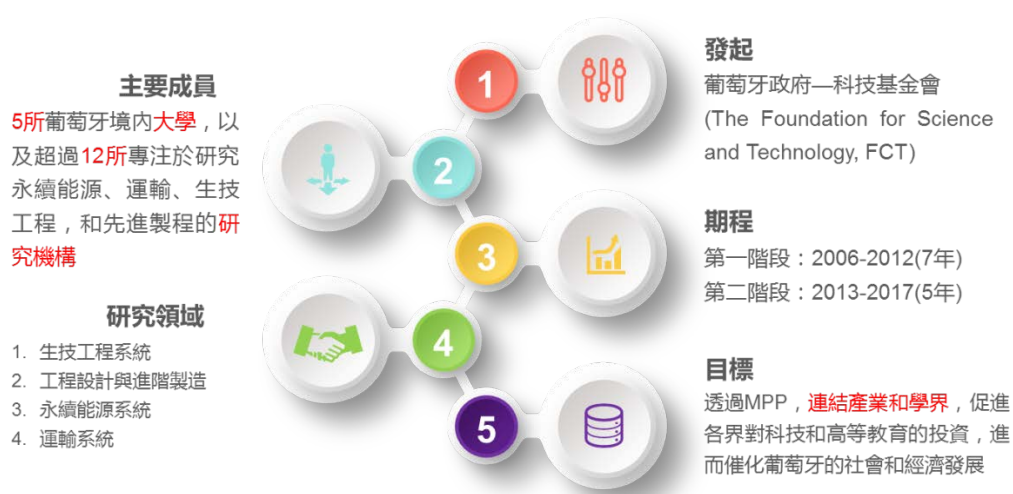 1
發起
葡萄牙政府—科技基金會
(The Foundation for Science
and Technology, FCT)
2
主要成員
5所葡萄牙境內大學，以
及超過12所專注於研究
永續能源、運輸、生技
工程，和先進製程的研
究機構
3
期程
第一階段：2006-2012(7年)
第二階段：2013-2017(5年)
4
研究領域
1. 生技工程系統
2. 工程設計與進階製造
3. 永續能源系統
4. 運輸系統
5
目標
透過MPP，連結產業和學界，促進
各界對科技和高等教育的投資，進
而催化葡萄牙的社會和經濟發展